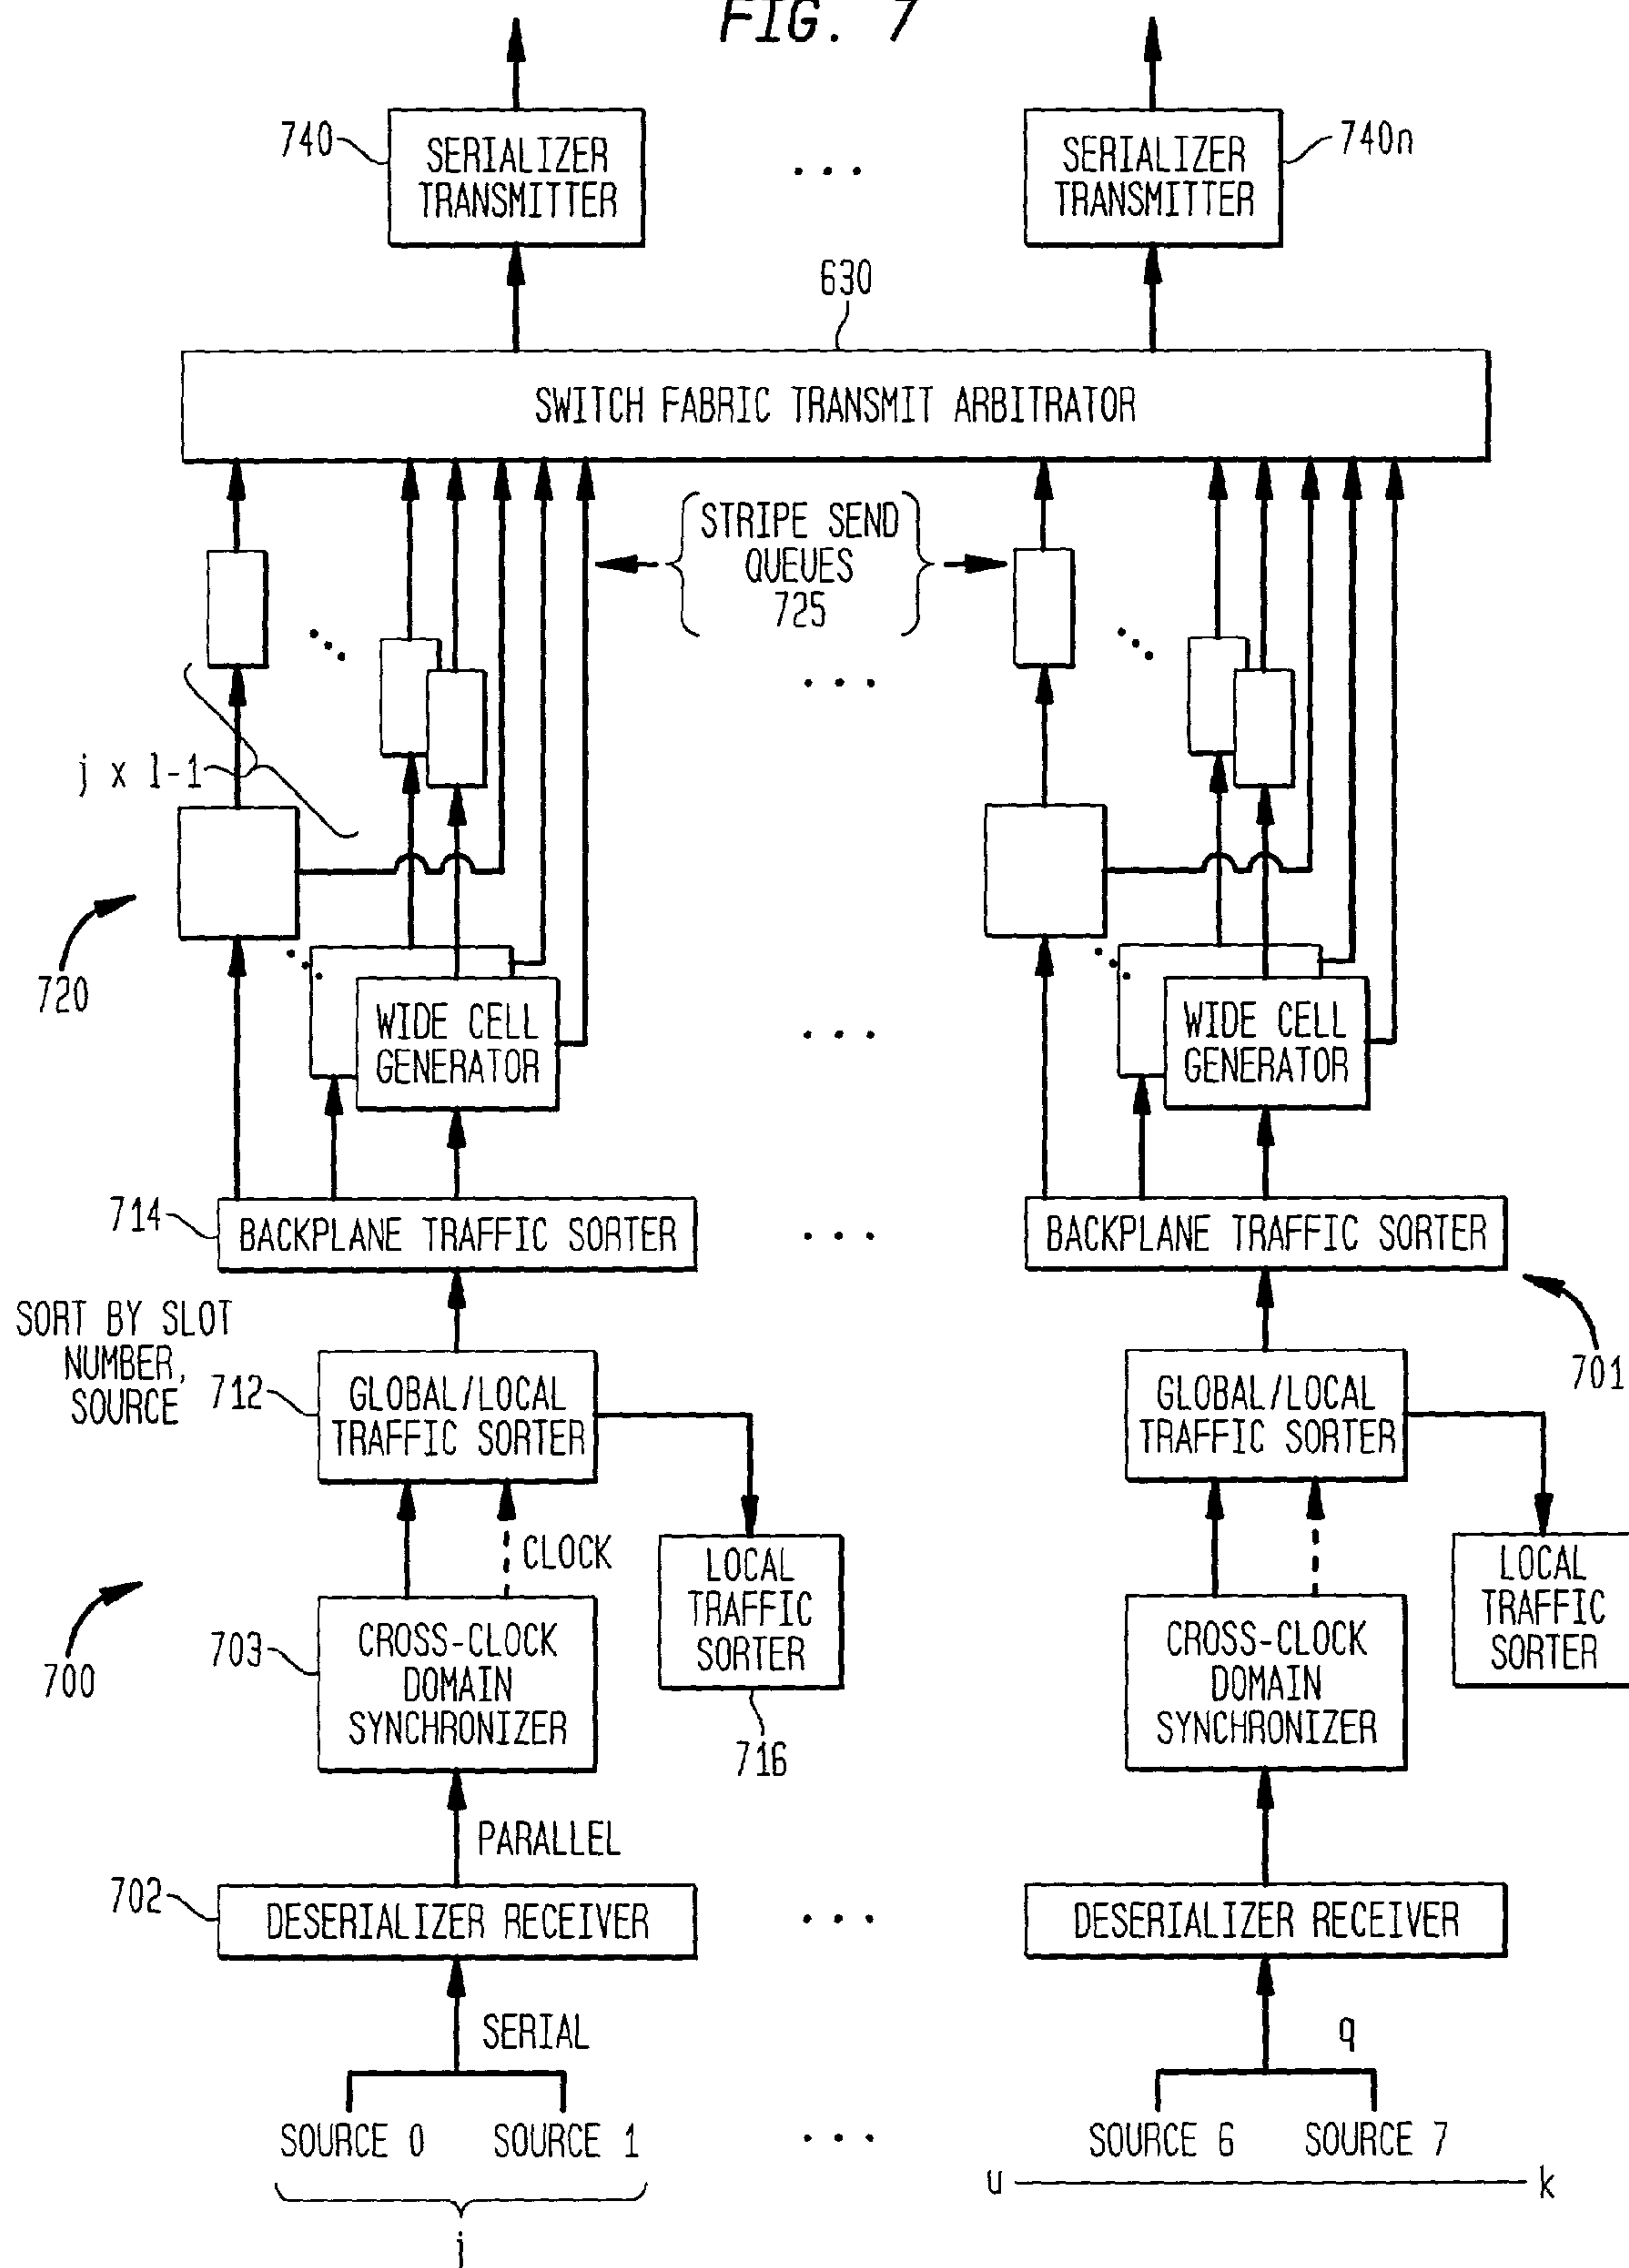 FIG. 7
740
SERIALIZER
TRANSMITTER
. . .
SERIALIZER
TRANSMITTER
740n
630
SWITCH FABRIC TRANSMIT ARBITRATOR
STRIPE SEND
QUEUES
725
j x l-1
720
WIDE CELL
GENERATOR
WIDE CELL
GENERATOR
714
BACKPLANE TRAFFIC SORTER
BACKPLANE TRAFFIC SORTER
701
SORT BY SLOT
NUMBER,
SOURCE
712
GLOBAL/LOCAL
TRAFFIC SORTER
GLOBAL/LOCAL
TRAFFIC SORTER
CLOCK
LOCAL
TRAFFIC
SORTER
716
LOCAL
TRAFFIC
SORTER
700
703
CROSS-CLOCK
DOMAIN
SYNCHRONIZER
CROSS-CLOCK
DOMAIN
SYNCHRONIZER
PARALLEL
702
DESERIALIZER RECEIVER
DESERIALIZER RECEIVER
SERIAL
q
SOURCE 0 SOURCE 1
SOURCE 6 SOURCE 7
u
k
j